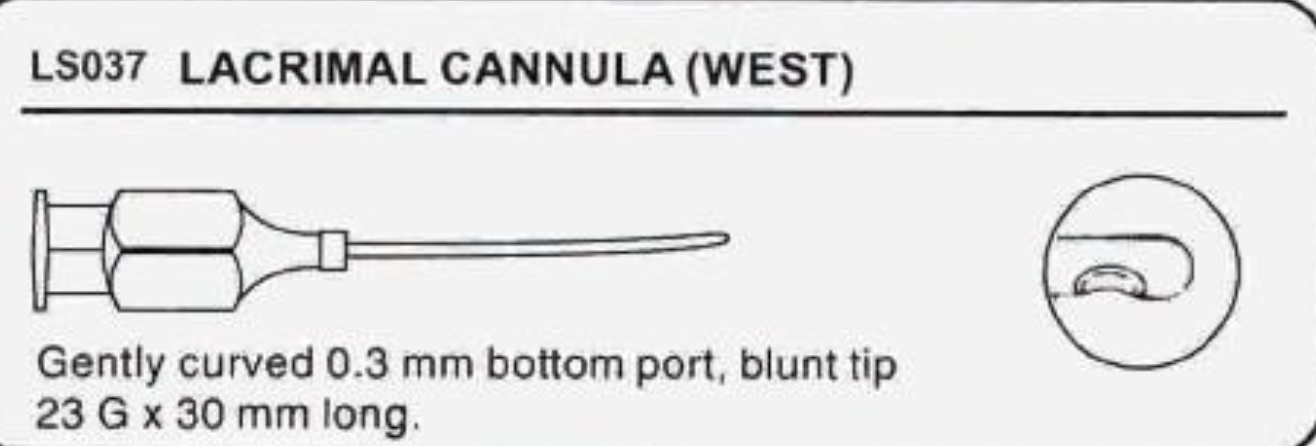 LS037 LACRIMAL CANNULA (WEST)
Gently curved 0.3 mm bottom port, blunt tip
23 G x 30 mm long.